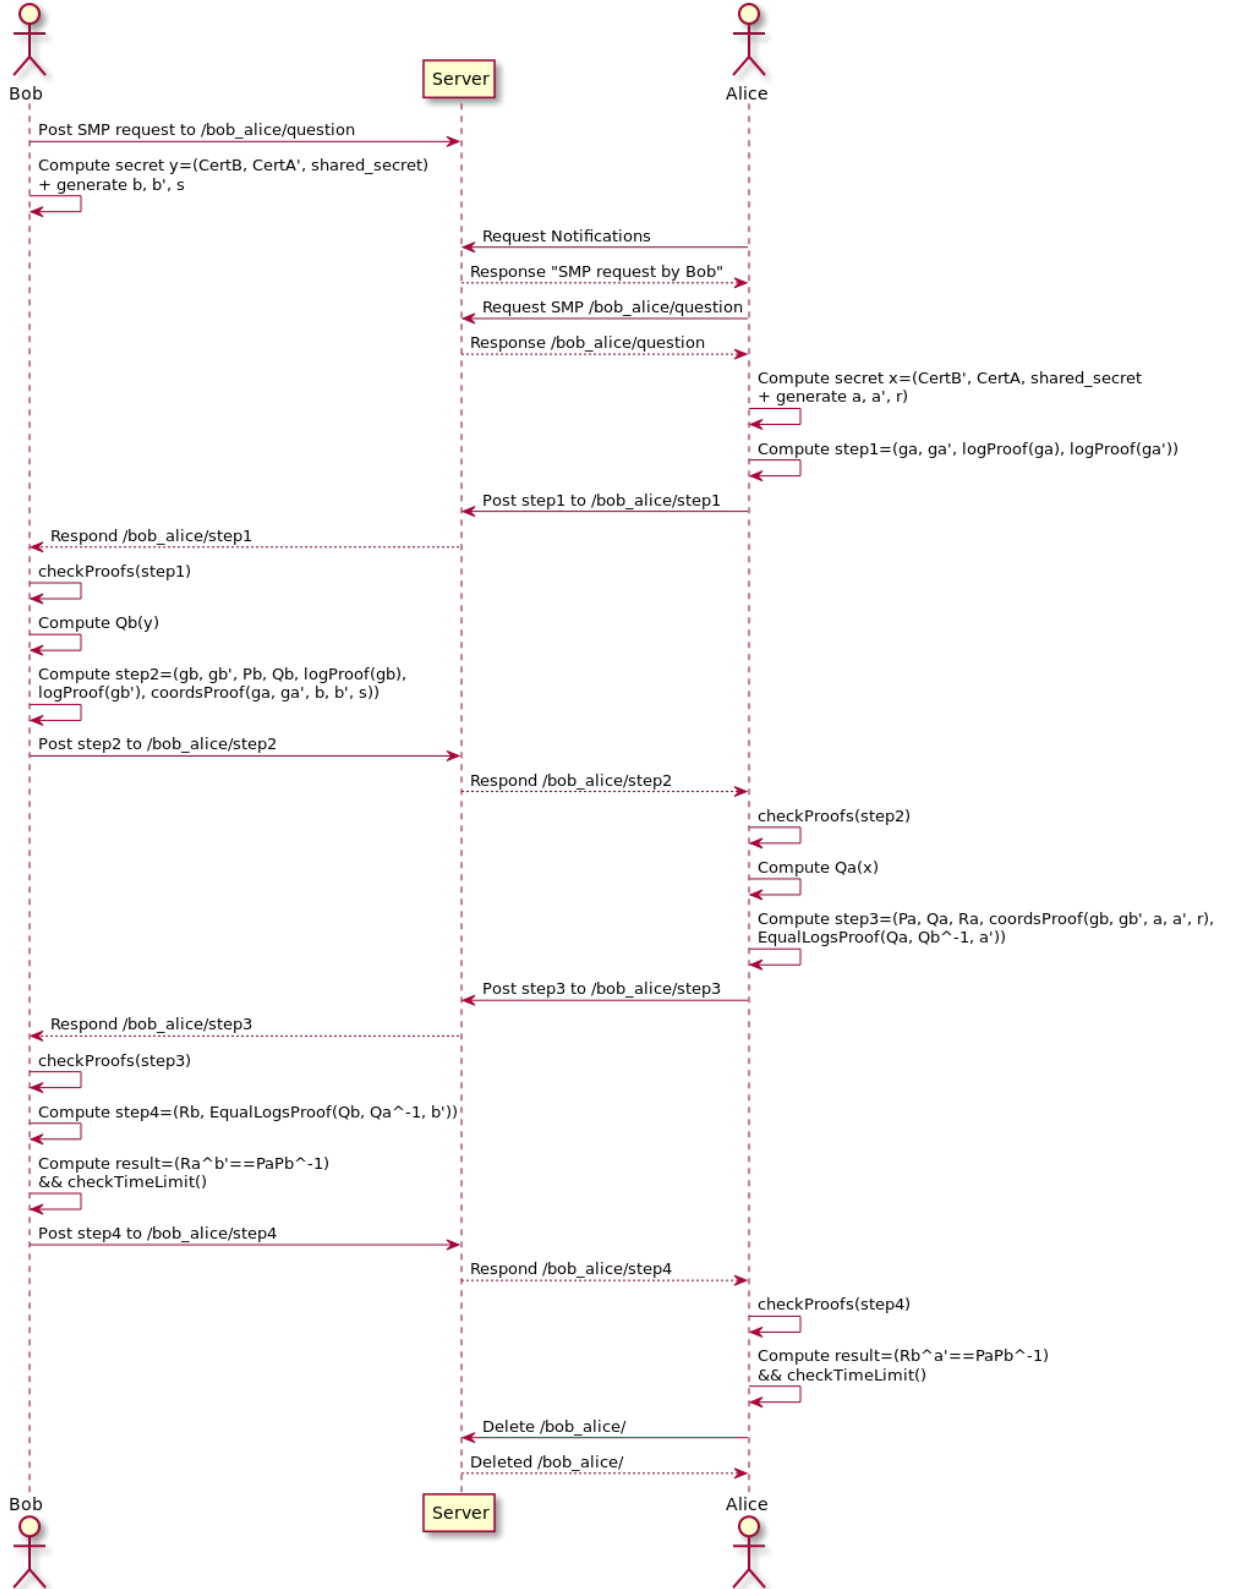 Bob
Server
Alice
Post SMP request to /bob_alice/question
Compute secret y=(CertB, CertA', shared_secret)
+ generate b, b', s
Request Notifications
Response "SMP request by Bob"
Request SMP /bob_alice/question
Response /bob_alice/question
Compute secret x=(CertB', CertA, shared_secret
+ generate a, a', r)
Compute step1=(ga, ga', logProof(ga), logProof(ga'))
Post step1 to /bob_alice/step1
Respond /bob_alice/step1
checkProofs(step1)
Compute Qb(y)
Compute step2=(gb, gb', Pb, Qb, logProof(gb),
logProof(gb'), coordsProof(ga, ga', b, b', s))
Post step2 to /bob_alice/step2
Respond /bob_alice/step2
checkProofs(step2)
Compute Qa(x)
Compute step3=(Pa, Qa, Ra, coordsProof(gb, gb', a, a', r),
EqualLogsProof(Qa, Qb^-1, a'))
Post step3 to /bob_alice/step3
Respond /bob_alice/step3
checkProofs(step3)
Compute step4=(Rb, EqualLogsProof(Qb, Qa^-1, b'))
Compute result=(Ra^b'==PaPb^-1)
&& checkTimeLimit()
Post step4 to /bob_alice/step4
Respond /bob_alice/step4
checkProofs(step4)
Compute result=(Rb^a'==PaPb^-1)
&& checkTimeLimit()
Delete /bob_alice/
Deleted /bob_alice/
Bob
Server
Alice